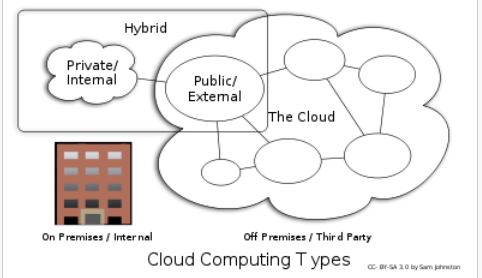 Hybrid
Private/
Internal
Public/
External
The Cloud
On Premises / Internal
Off Premises / Third Party
Cloud Computing Types
CC- BY-SA 3.0 by Sam Johnston